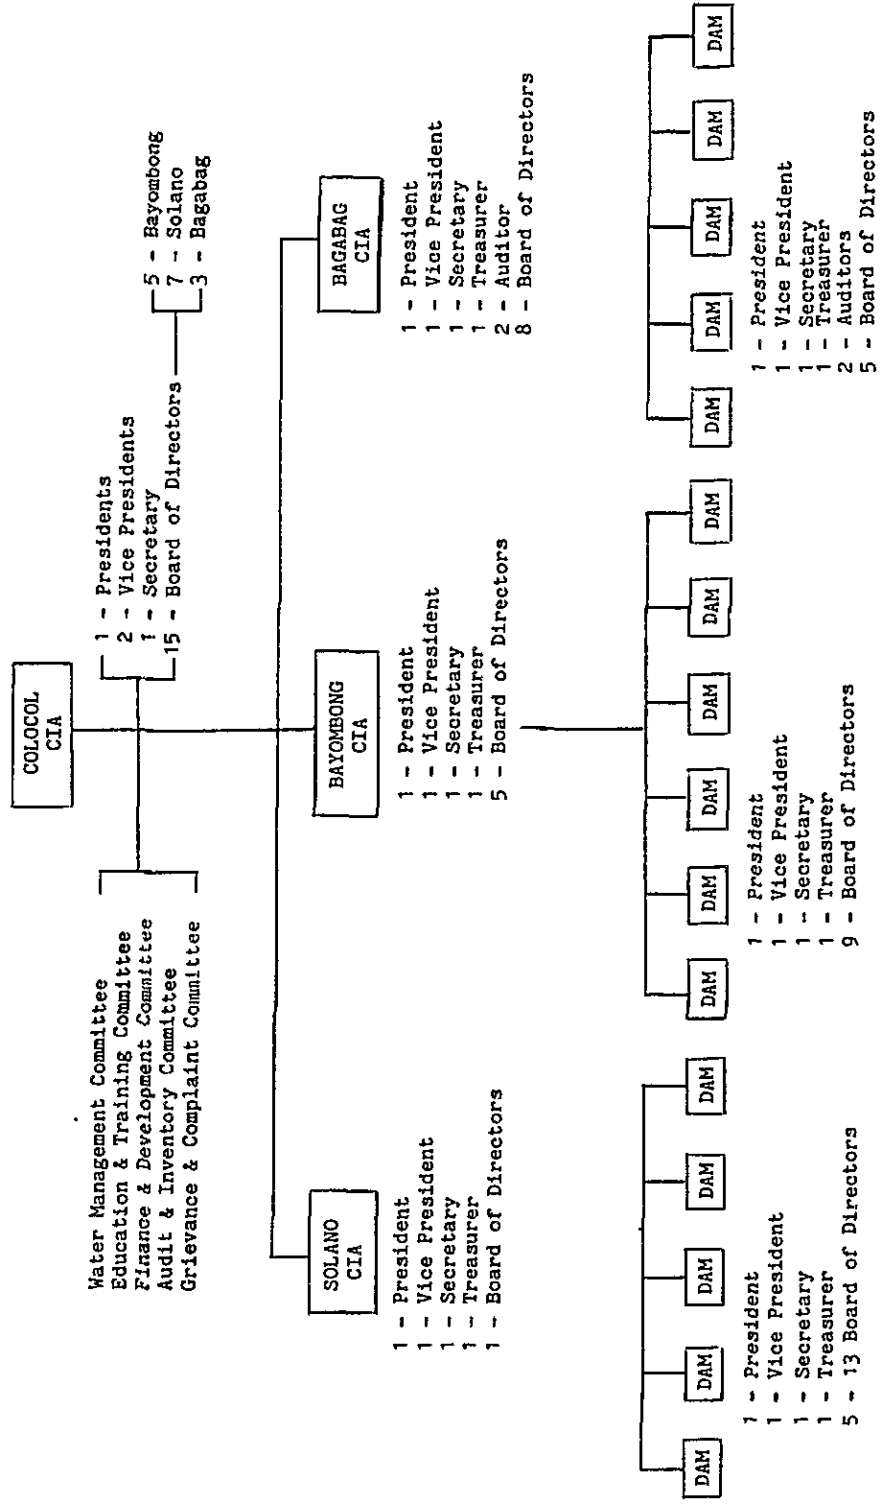 COLOCOL
CIA
Water Management Committee
Education & Training Committee
Finance & Development Committee
Audit & Inventory Committee
Grievance & Complaint Committee
1 - Presidents
2 - Vice Presidents
1 - Secretary
15 - Board of Directors
5 - Bayombong
7 - Solano
3 - Bagabag
SOLANO
CIA
1 - President
1 - Vice President
1 - Secretary
1 - Treasurer
1 - Board of Directors
BAYOMBONG
CIA
1 - President
1 - Vice President
1 - Secretary
1 - Treasurer
5 - Board of Directors
BAGABAG
CIA
1 - President
1 - Vice President
1 - Secretary
1 - Treasurer
2 - Auditor
8 - Board of Directors
DAM
DAM
DAM
DAM
DAM
1 - President
1 - Vice President
1 - Secretary
1 - Treasurer
5 - 13 Board of Directors
DAM
DAM
DAM
DAM
DAM
DAM
1 - President
1 - Vice President
1 - Secretary
1 - Treasurer
9 - Board of Directors
DAM
DAM
DAM
DAM
DAM
1 - President
1 - Vice President
1 - Secretary
1 - Treasurer
2 - Auditors
5 - Board of Directors